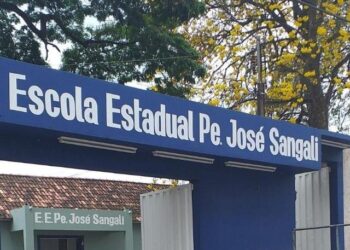 Escola Estadual Pe. José Sangali
E.E.Pe. José Sangali